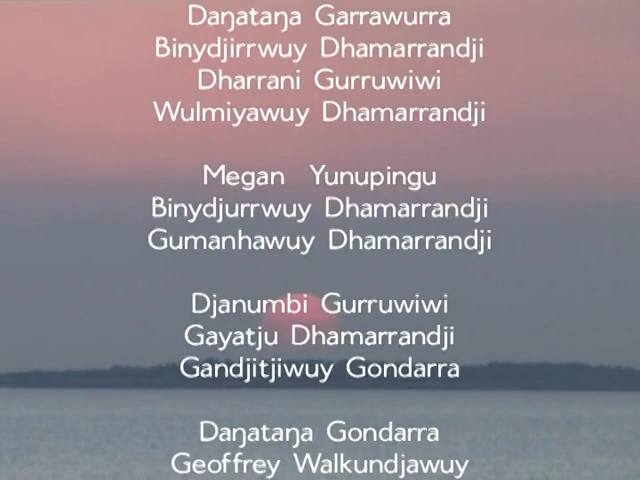 Daŋataŋa Garrawurra
Binydjirrwuy Dhamarrandji
Dharrani Gurruwiwi
Wulmiyawuy Dhamarrandji
Megan Yunupingu
Binydjurrwuy Dhamarrandji
Gumanhawuy Dhamarrandji
Djanumbi Gurruwiwi
Gayatju Dhamarrandji
Gandjitjiwuy Gondarra
Daŋataŋa Gondarra
Geoffrey Walkundjawuy